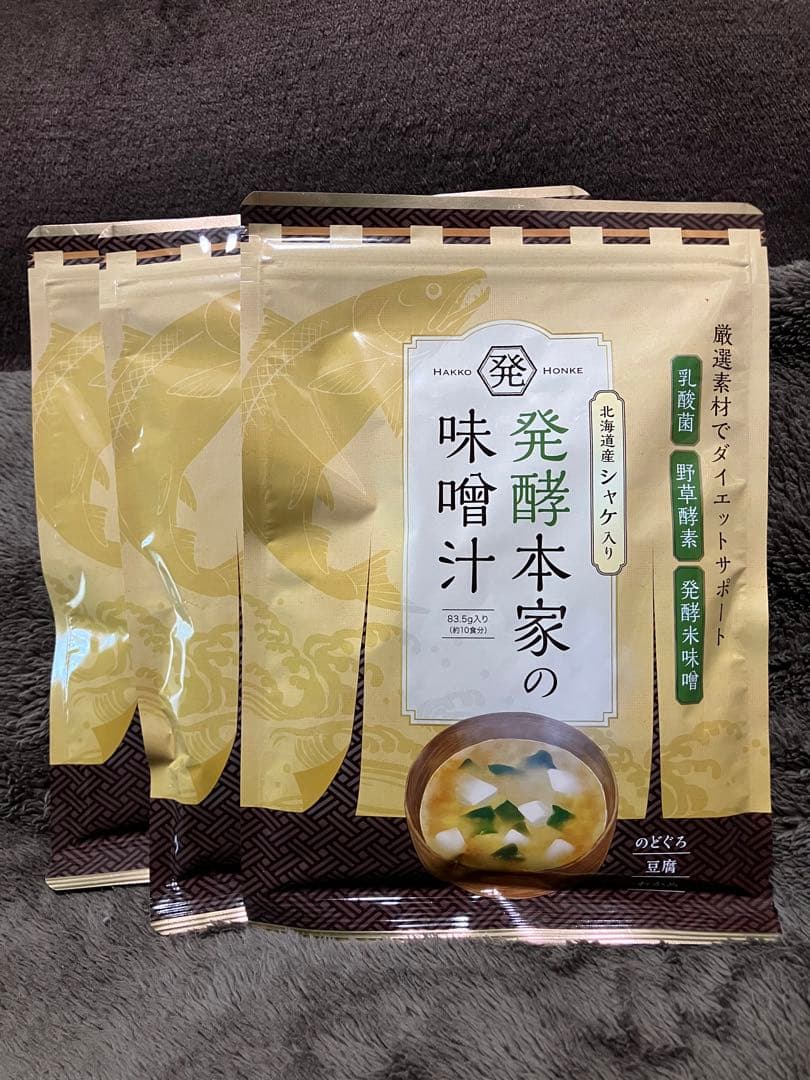 HAKKO 発 HONKE
発酵本家の
味噌汁
83.5g入り
(約10食分)
北海道産 シャケ 入り
厳選素材でダイエットサポート
乳酸菌
野草酵素
発酵米味噌
のどぐろ
豆腐